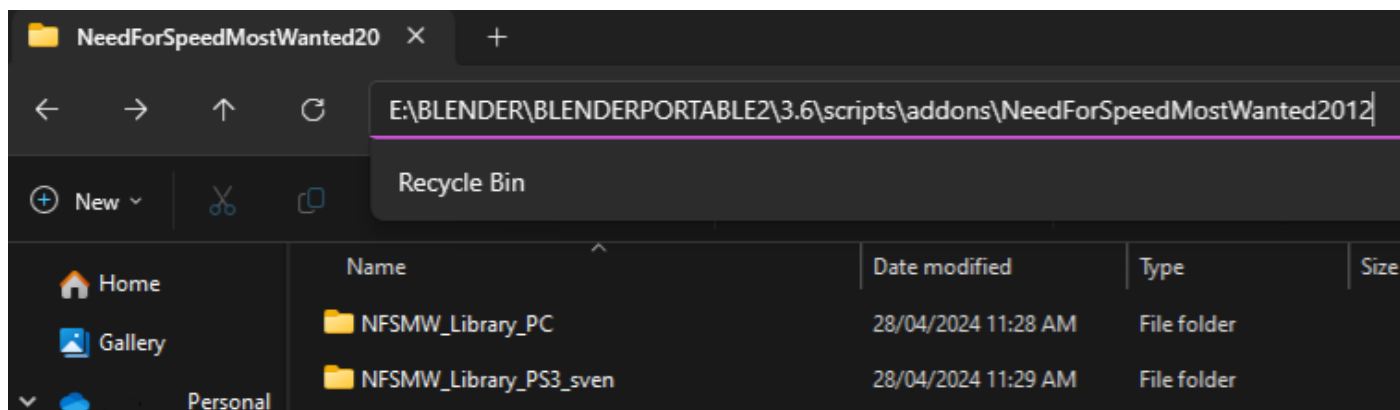 NeedForSpeedMostWanted20
E:\BLENDER\BLENDERPORTABLE2\3.6\scripts\addons\NeedForSpeedMostWanted2012
New
Recycle Bin
Name Date modified Type Size
Home
NFSMW_Library_PC 28/04/2024 11:28 AM File folder
Gallery
NFSMW_Library_PS3_sven 28/04/2024 11:29 AM File folder
Personal